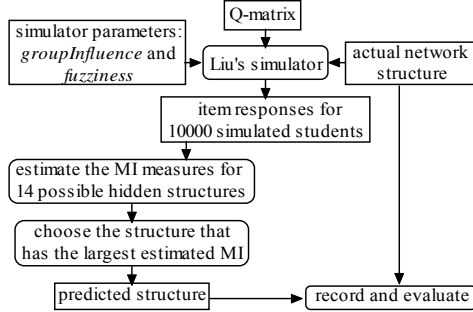 Q-matrix
simulator parameters:
groupInfluence and
fuzziness
Liu's simulator
actual network
structure
item responses for
10000 simulated students
estimate the MI measures for
14 possible hidden structures
choose the structure that
has the largest estimated MI
predicted structure
record and evaluate